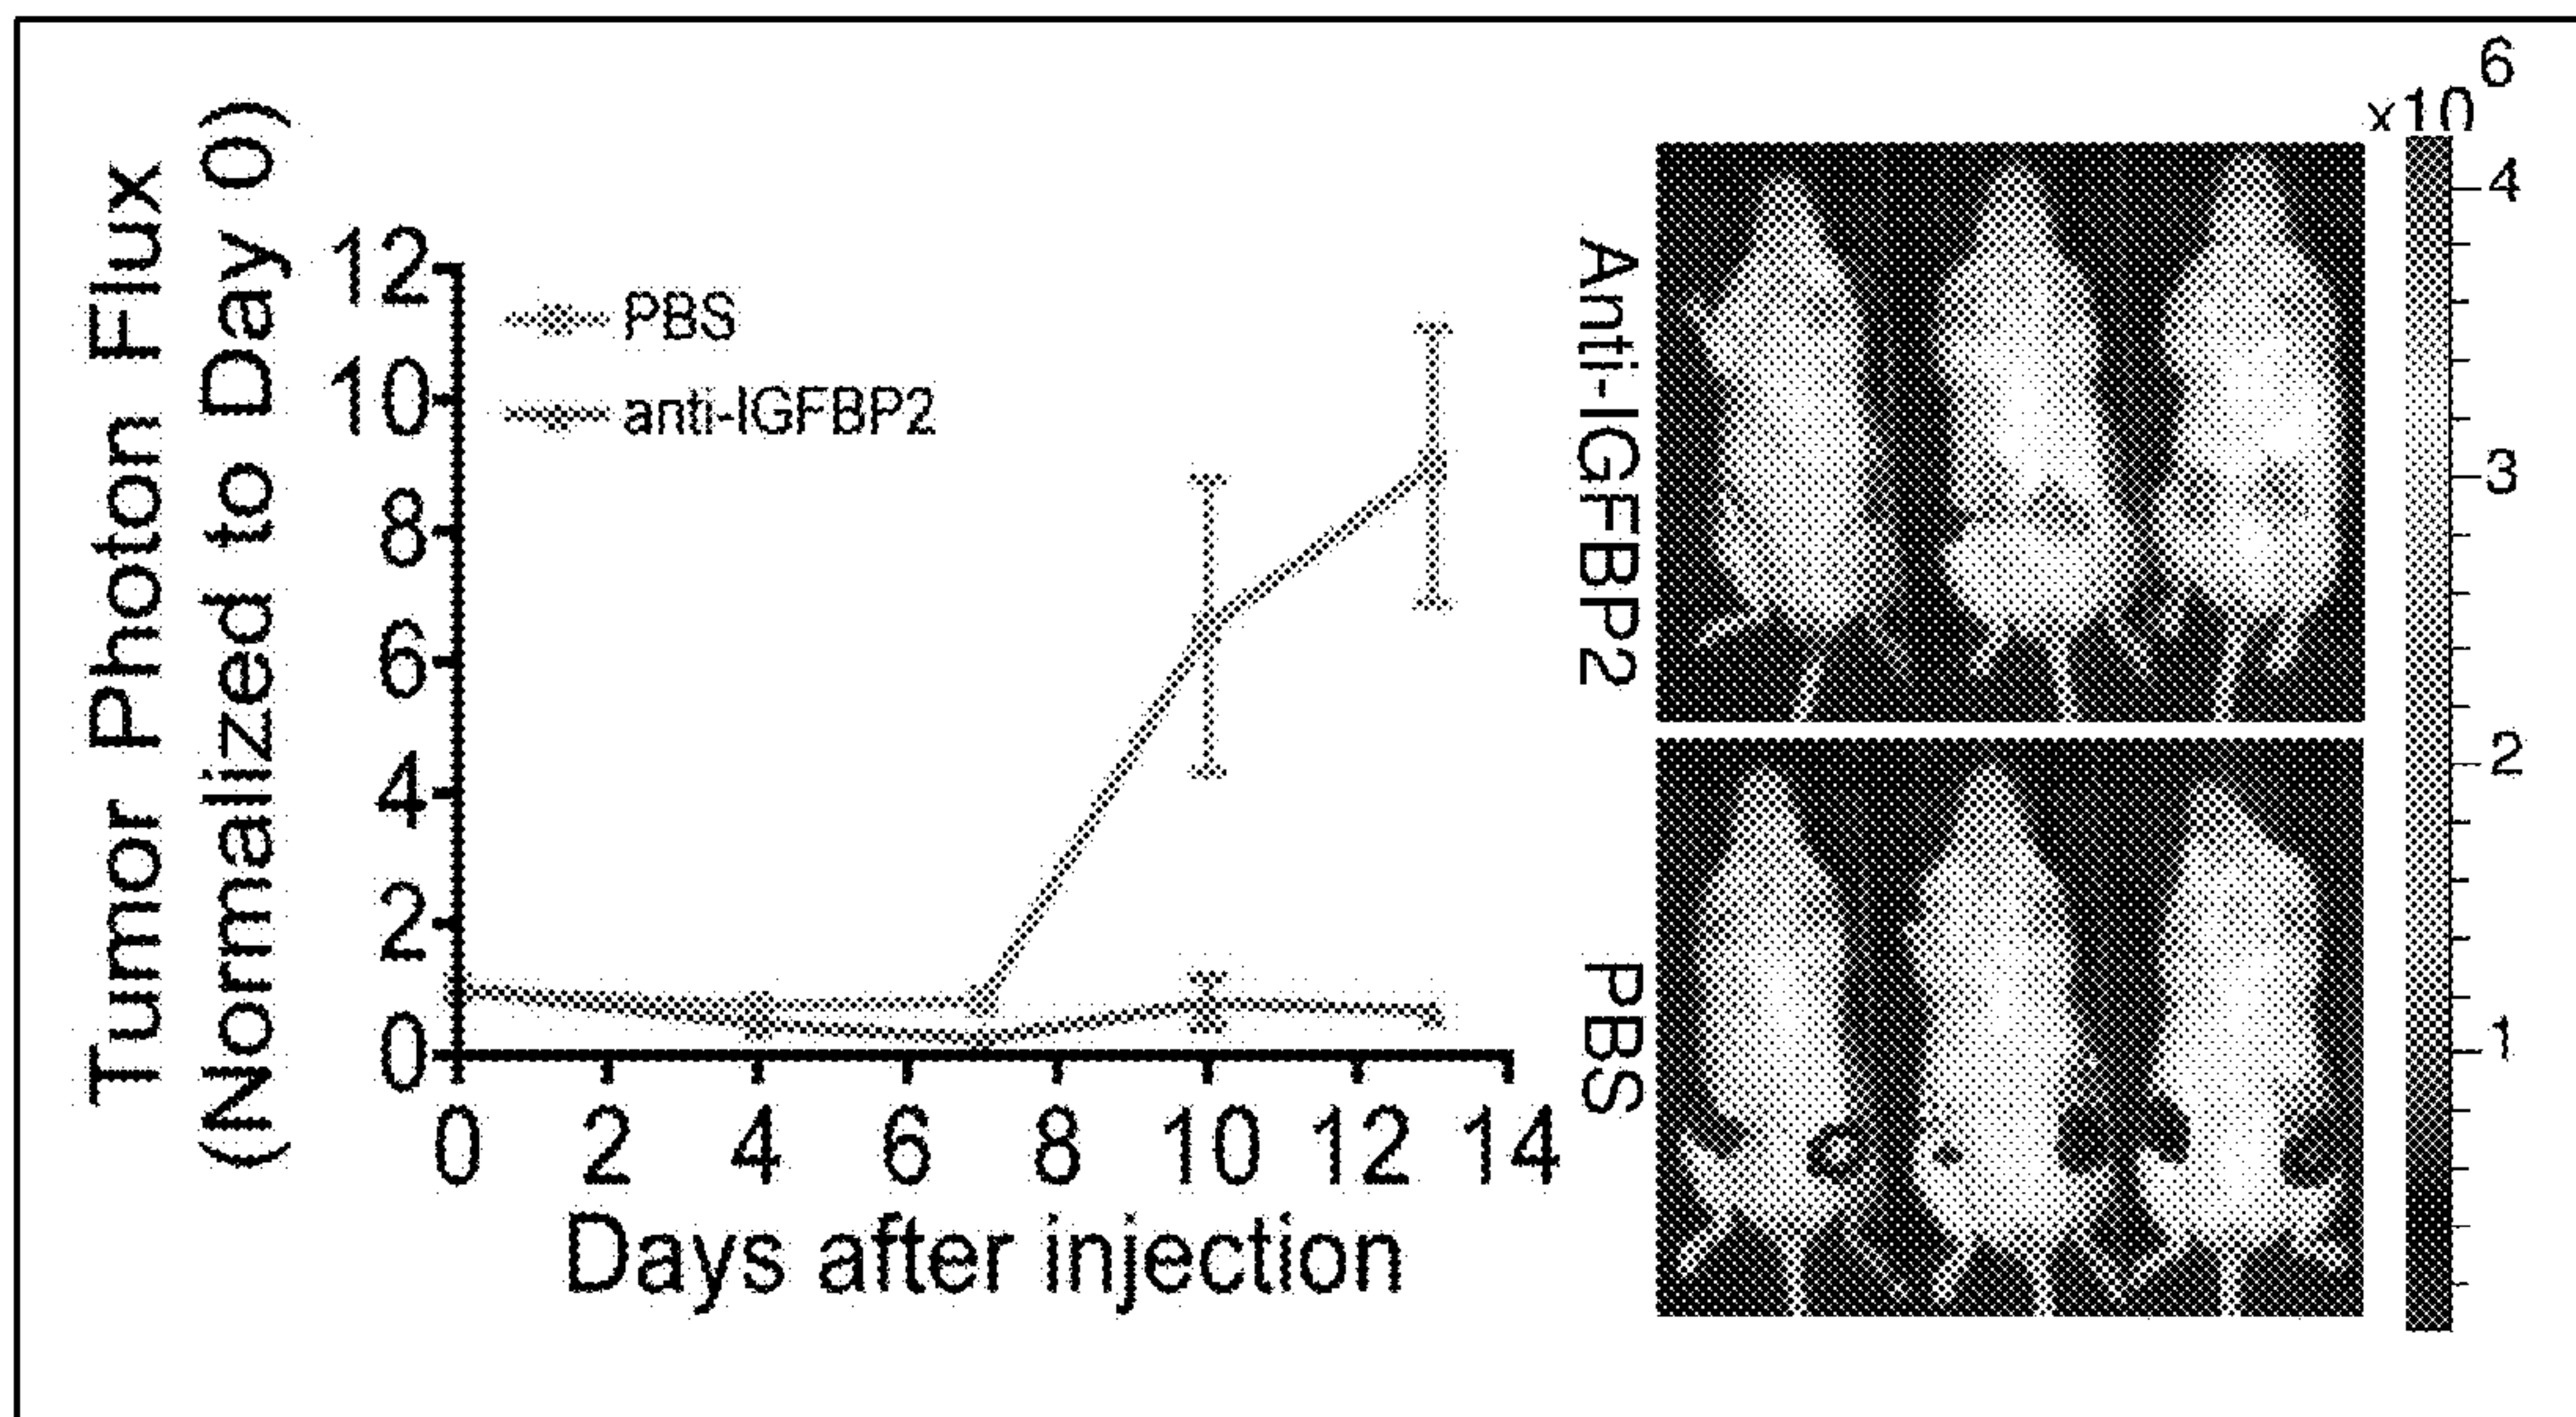 Tumor Photon Flux
(Normalized to Day 0)
12
10
8
6
4
2
0
PBS
anti-IGFBP2
0 2 4 6 8 10 12 14
Days after injection
Anti-IGFBP2
PBS
x10 6
4
3
2
1